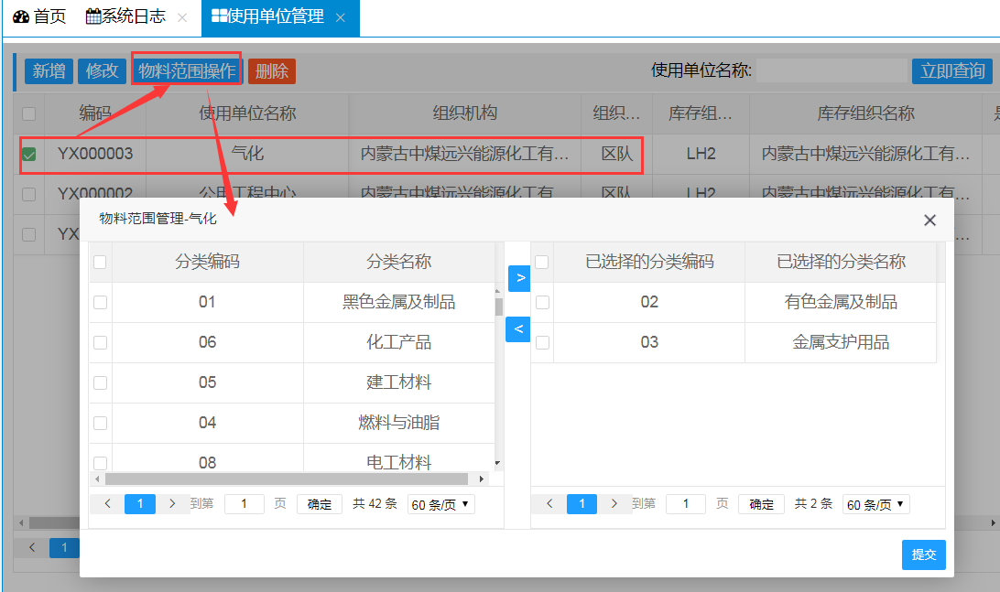 首页 系统日志 使用单位管理
新增 修改 物料范围操作 删除 使用单位名称: 立即查询
编码 使用单位名称 组织机构 组织... 库存组... 库存组织名称
YX000003 气化 内蒙古中煤远兴能源化工有... 区队 LH2 内蒙古中煤远兴能源化工有...
YX000002 公用工程中心 内蒙古中煤远兴能源化工有... 区队 LH2 内蒙古中煤远兴能源化工有...
YX
物料范围管理-气化
分类编码 分类名称 > 已选择的分类编码 已选择的分类名称
01 黑色金属及制品 02 有色金属及制品
06 化工产品 < 03 金属支护用品
05 建工材料
04 燃料与油脂
08 电工材料
< 1 > 到第 1 页 确定 共 42 条 60 条/页 < 1 > 到第 1 页 确定 共 2 条 60 条/页
< 1
提交